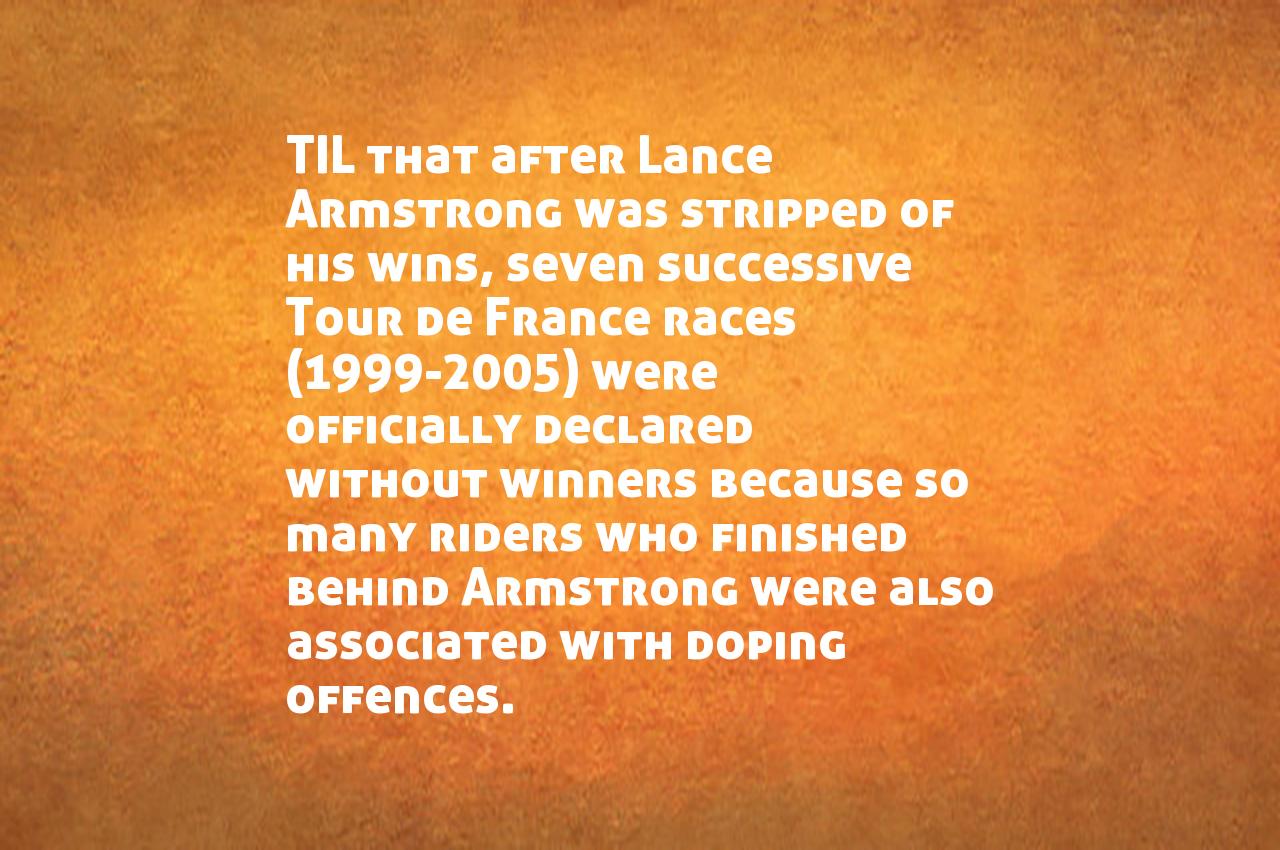 TIL that after Lance
Armstrong was stripped of
his wins, seven successive
Tour de France races
(1999-2005) were
officially declared
without winners because so
many riders who finished
behind Armstrong were also
associated with doping
offences.